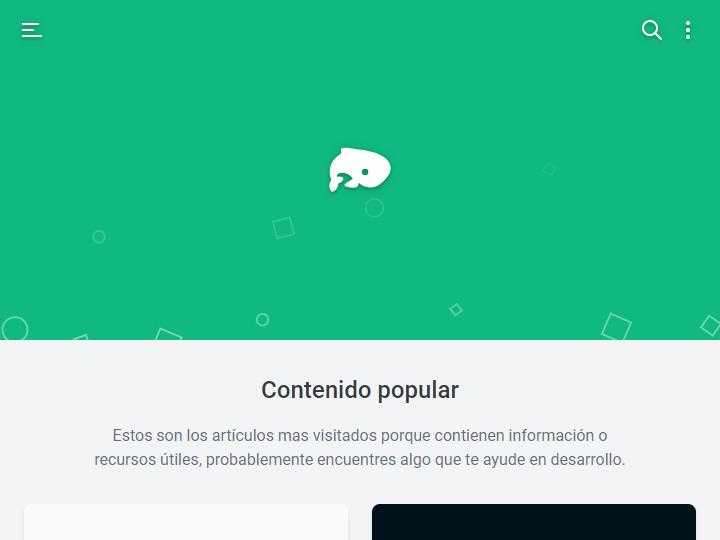 Contenido popular
Estos son los artículos mas visitados porque contienen información o
recursos útiles, probablemente encuentres algo que te ayude en desarrollo.